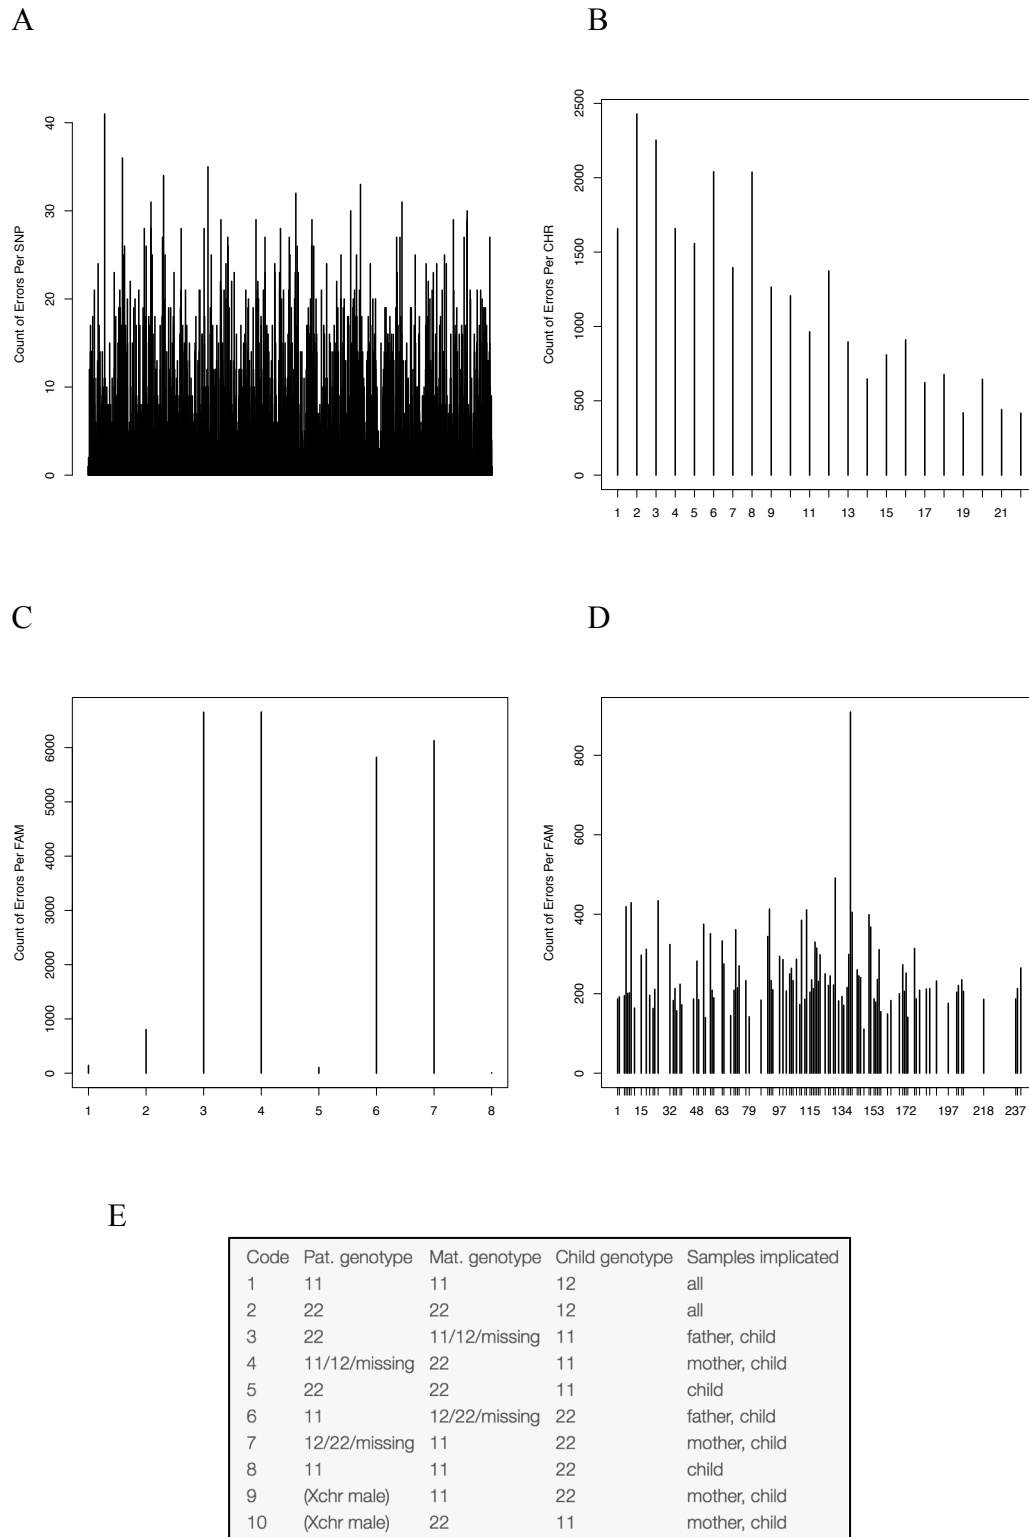 A
B
Count of Errors Per SNP
0 10 20 30 40
Count of Errors Per CHR
0 500 1000 1500 2000 2500
1 2 3 4 5 6 7 8 9 11 13 15 17 19 21
C
D
Count of Errors Per FAM
0 1000 2000 3000 4000 5000 6000
1 2 3 4 5 6 7 8
Count of Errors Per FAM
0 200 400 600 800
1 15 32 48 63 79 97 115 134 153 172 197 218 237
E
Code Pat. genotype Mat. genotype Child genotype Samples implicated
1 11 11 12 all
2 22 22 12 all
3 22 11/12/missing 11 father, child
4 11/12/missing 22 11 mother, child
5 22 22 11 child
6 11 12/22/missing 22 father, child
7 12/22/missing 11 22 mother, child
8 11 11 22 child
9 (Xchr male) 11 22 mother, child
10 (Xchr male) 22 11 mother, child